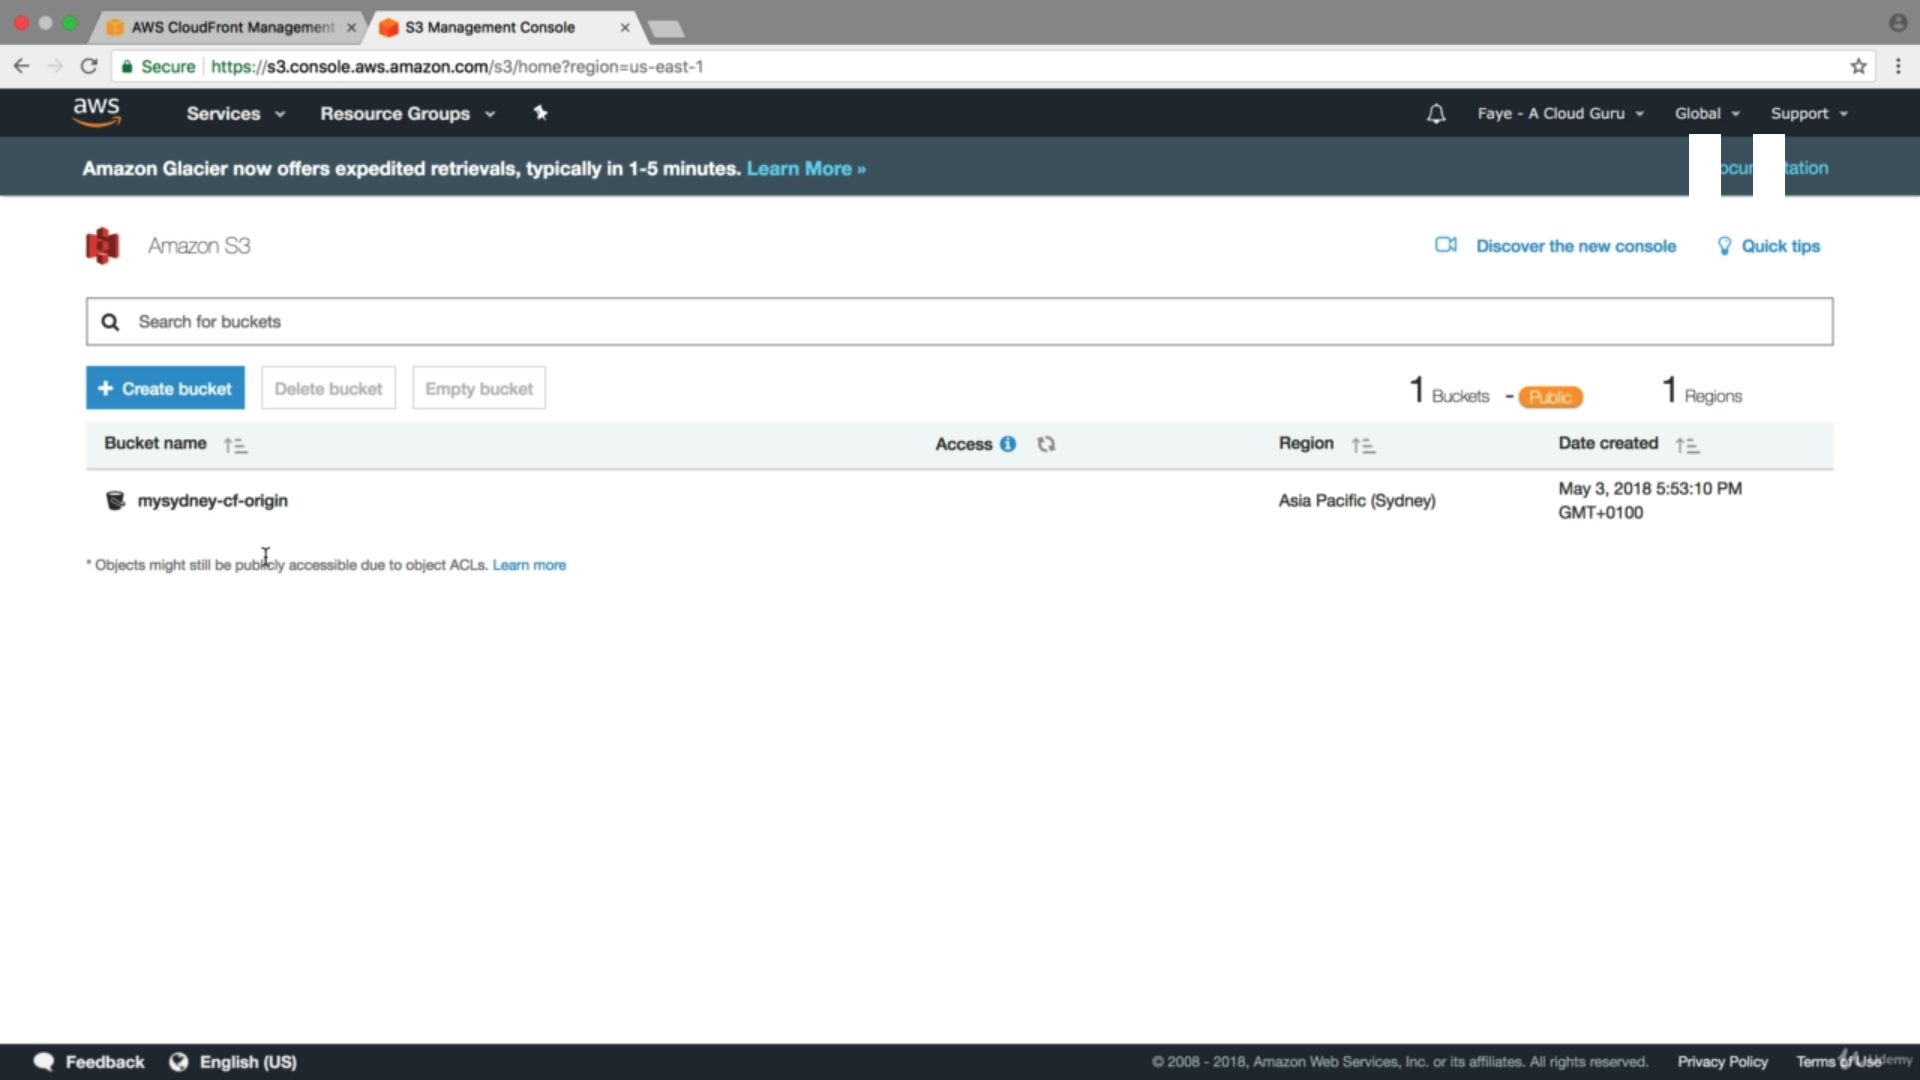 AWS CloudFront Management
S3 Management Console
Secure
https://s3.console.aws.amazon.com/s3/home?region=us-east-1
aws
Services
Resource Groups
Faye - A Cloud Guru
Global
Support
Amazon Glacier now offers expedited retrievals, typically in 1-5 minutes. Learn More »
Amazon S3
Discover the new console
Quick tips
Search for buckets
+ Create bucket
Delete bucket
Empty bucket
1 Buckets - Public
1 Regions
Bucket name
Access
Region
Date created
mysydney-cf-origin
Asia Pacific (Sydney)
May 3, 2018 5:53:10 PM
GMT+0100
* Objects might still be publicly accessible due to object ACLs. Learn more
Feedback
English (US)
© 2008 - 2018, Amazon Web Services, Inc. or its affiliates. All rights reserved.
Privacy Policy
Terms of Use